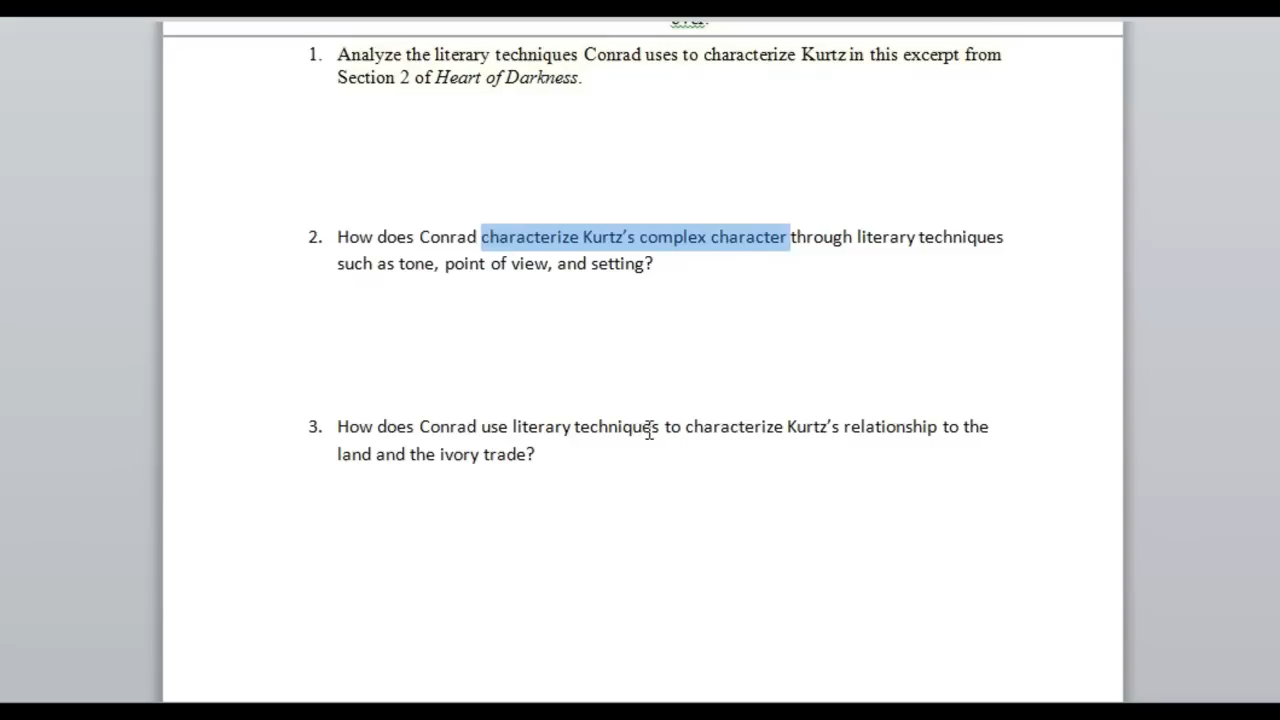 1. Analyze the literary techniques Conrad uses to characterize Kurtz in this excerpt from
Section 2 of Heart of Darkness.
2. How does Conrad characterize Kurtz’s complex character through literary techniques
such as tone, point of view, and setting?
3. How does Conrad use literary techniques to characterize Kurtz’s relationship to the
land and the ivory trade?